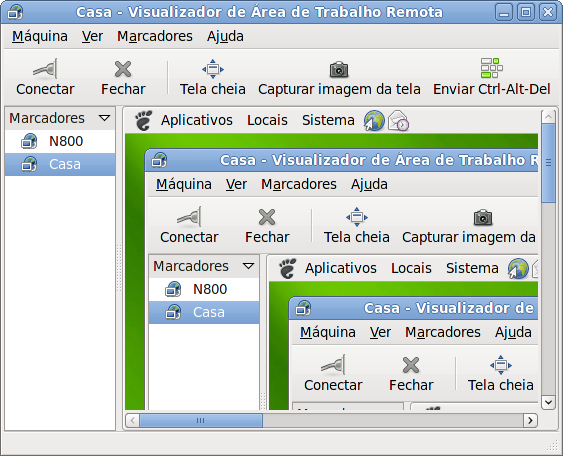 Casa - Visualizador de Área de Trabalho Remota
Máquina Ver Marcadores Ajuda
Conectar Fechar Tela cheia Capturar imagem da tela Enviar Ctrl-Alt-Del
Marcadores
N800
Casa
Aplicativos Locais Sistema
Casa - Visualizador de Área de Trabalho R
Máquina Ver Marcadores Ajuda
Conectar Fechar Tela cheia Capturar imagem da
Marcadores
N800
Casa
Aplicativos Locais Sistema
Casa - Visualizador de
Máquina Ver Marcadores Ajuda
Conectar Fechar Tela cheia